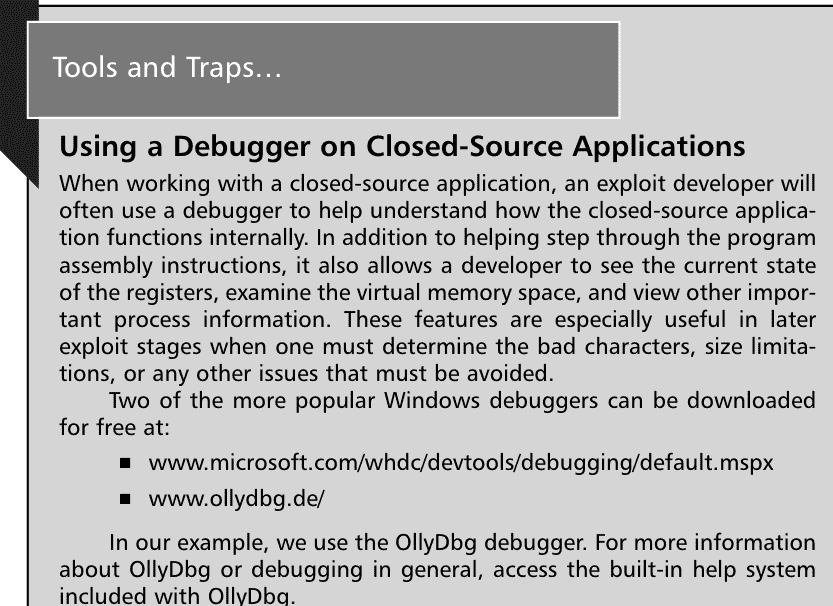 Tools and Traps…
Using a Debugger on Closed-Source Applications
When working with a closed-source application, an exploit developer will
often use a debugger to help understand how the closed-source applica-
tion functions internally. In addition to helping step through the program
assembly instructions, it also allows a developer to see the current state
of the registers, examine the virtual memory space, and view other impor-
tant process information. These features are especially useful in later
exploit stages when one must determine the bad characters, size limita-
tions, or any other issues that must be avoided.
Two of the more popular Windows debuggers can be downloaded
for free at:
■ www.microsoft.com/whdc/devtools/debugging/default.mspx
■ www.ollydbg.de/
In our example, we use the OllyDbg debugger. For more information
about OllyDbg or debugging in general, access the built-in help system
included with OllyDbg.